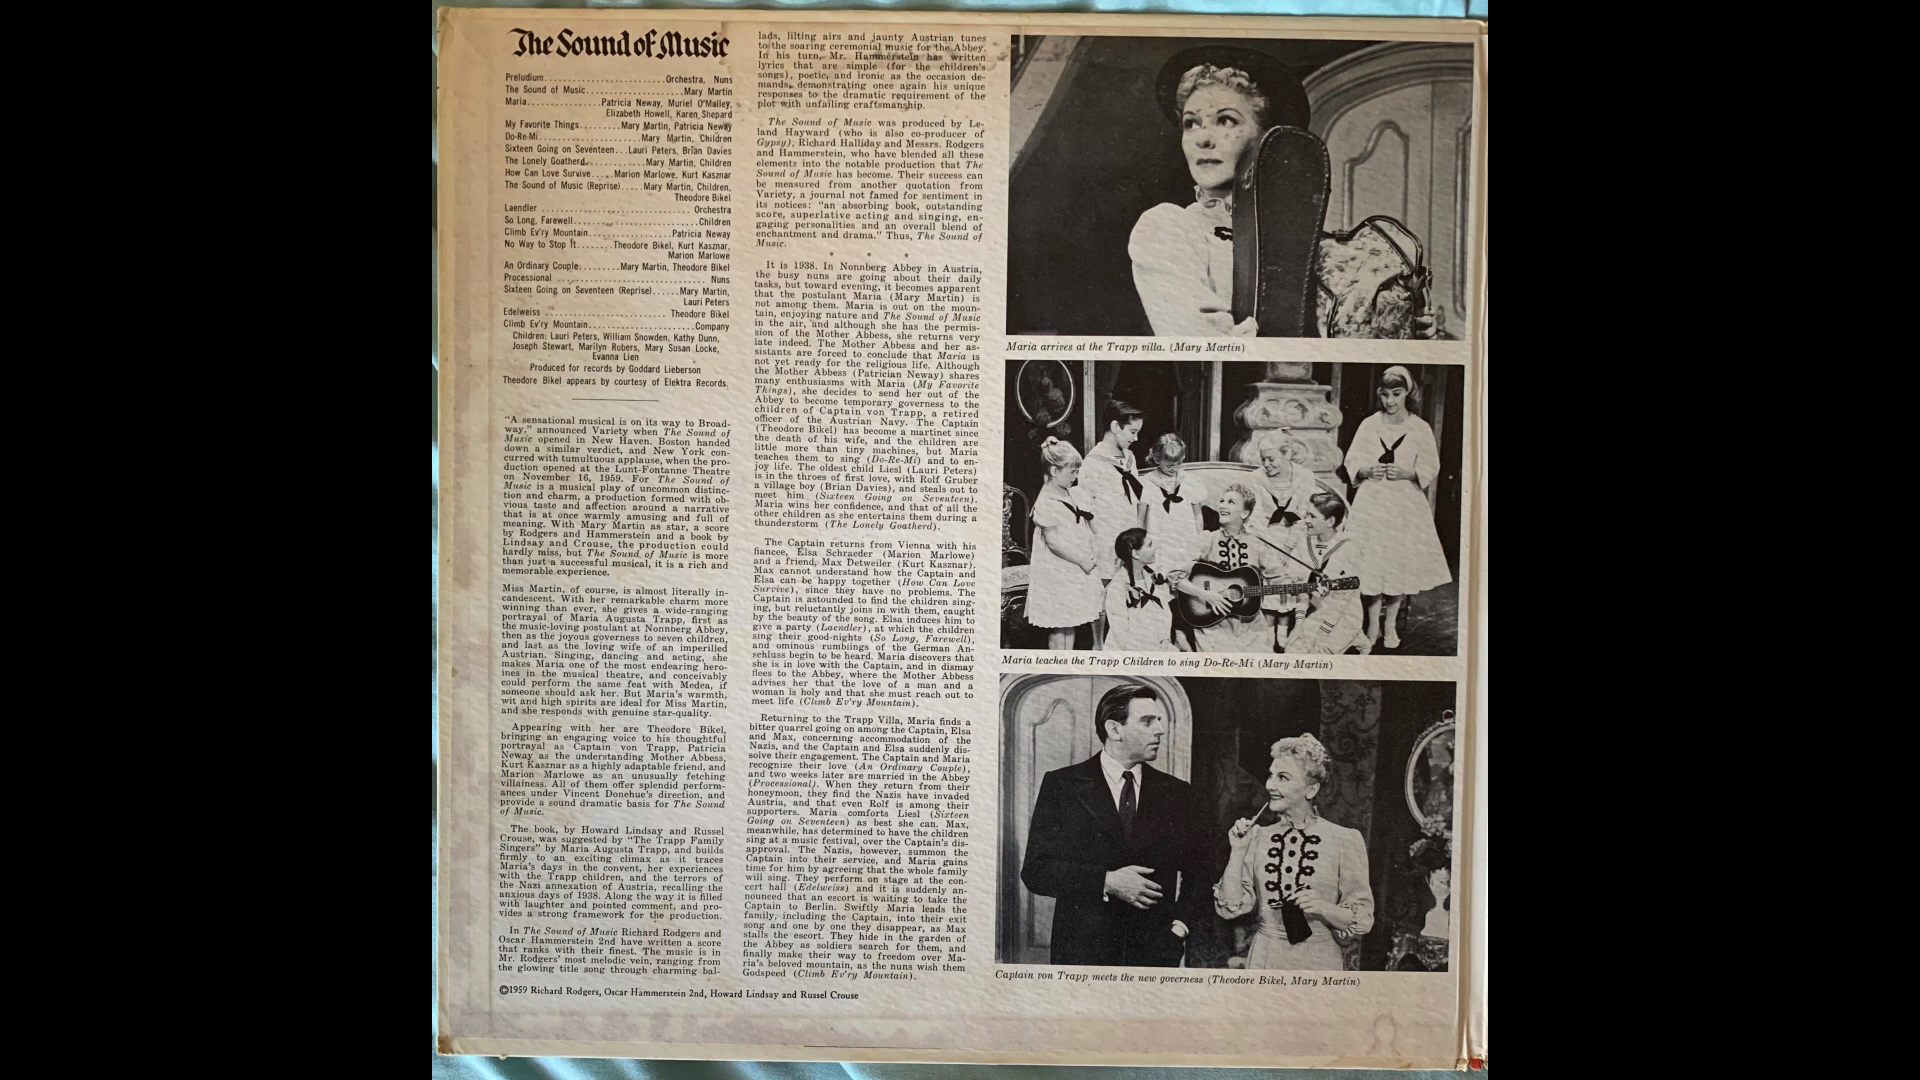 The Sound of Music
Preludium........................Orchestra, Nuns
The Sound of Music....................Mary Martin
Maria...............Patricia Neway, Muriel O'Malley,
Elizabeth Howell, Karen Shepard
My Favorite Things.........Mary Martin, Patricia Neway
Do-Re-Mi.....................Mary Martin, Children
Sixteen Going on Seventeen...Lauri Peters, Brian Davies
The Lonely Goatherd............Mary Martin, Children
How Can Love Survive.....Marion Marlowe, Kurt Kasznar
The Sound of Music (Reprise).....Mary Martin, Children,
Theodore Bikel
Laendler .............................. Orchestra
So Long, Farewell.........................Children
Climb Ev'ry Mountain.................Patricia Neway
No Way to Stop It........Theodore Bikel, Kurt Kasznar,
Marion Marlowe
An Ordinary Couple.........Mary Martin, Theodore Bikel
Processional .............................. Nuns
Sixteen Going on Seventeen (Reprise)......Mary Martin,
Lauri Peters
Edelweiss ........................ Theodore Bikel
Climb Ev'ry Mountain.....................Company
Children: Lauri Peters, William Snowden, Kathy Dunn,
Joseph Stewart, Marilyn Robers, Mary Susan Locke,
Evanna Lien
Produced for records by Goddard Lieberson
Theodore Bikel appears by courtesy of Elektra Records.
"A sensational musical is on its way to Broad-
way," announced Variety when The Sound of
Music opened in New Haven. Boston handed
down a similar verdict, and New York con-
curred with tumultuous applause, when the pro-
duction opened at the Lunt-Fontanne Theatre
on November 16, 1959. For The Sound of
Music is a musical play of uncommon distinc-
tion and charm, a production formed with ob-
vious taste and affection around a narrative
that is at once warmly amusing and full of
meaning. With Mary Martin as star, a score
by Rodgers and Hammerstein and a book by
Lindsay and Crouse, the production could
hardly miss, but The Sound of Music is more
than just a successful musical, it is a rich and
memorable experience.
Miss Martin, of course, is almost literally in-
candescent. With her remarkable charm more
winning than ever, she gives a wide-ranging
portrayal of Maria Augusta Trapp, first as
the music-loving postulant at Nonnberg Abbey,
then as the joyous governess to seven children,
and last as the loving wife of an imperilled
Austrian. Singing, dancing and acting, she
makes Maria one of the most endearing hero-
ines in the musical theatre, and conceivably
could perform the same feat with Medea, if
someone should ask her. But Maria's warmth,
wit and high spirits are ideal for Miss Martin,
and she responds with genuine star-quality.
Appearing with her are Theodore Bikel,
bringing an engaging voice to his thoughtful
portrayal as Captain von Trapp, Patricia
Neway as the understanding Mother Abbess,
Kurt Kasznar as a highly adaptable friend, and
Marion Marlowe as an unusually fetching
villainess. All of them offer splendid perform-
ances under Vincent Donehue's direction, and
provide a sound dramatic basis for The Sound
of Music.
The book, by Howard Lindsay and Russel
Crouse, was suggested by "The Trapp Family
Singers" by Maria Augusta Trapp, and builds
firmly to an exciting climax as it traces
Maria's days in the convent, her experiences
with the Trapp children, and the terrors of
the Nazi annexation of Austria, recalling the
anxious days of 1938. Along the way it is filled
with laughter and pointed comment, and pro-
vides a strong framework for the production.
In The Sound of Music Richard Rodgers and
Oscar Hammerstein 2nd have written a score
that ranks with their finest. The music is in
Mr. Rodgers' most melodic vein, ranging from
the glowing title song through charming bal-
lads, lilting airs and jaunty Austrian tunes
to the soaring ceremonial music for the Abbey.
In his turn, Mr. Hammerstein has written
lyrics that are simple (for the children's
songs), poetic, and ironic as the occasion de-
mands, demonstrating once again his unique
responses to the dramatic requirement of the
plot with unfailing craftsmanship.
The Sound of Music was produced by Le-
land Hayward (who is also co-producer of
Gypsy), Richard Halliday and Messrs. Rodgers
and Hammerstein, who have blended all these
elements into the notable production that The
Sound of Music has become. Their success can
be measured from another quotation from
Variety, a journal not famed for sentiment in
its notices: "an absorbing book, outstanding
score, superlative acting and singing, en-
gaging personalities and an overall blend of
enchantment and drama." Thus, The Sound of
Music.
* * *
It is 1938. In Nonnberg Abbey in Austria,
the busy nuns are going about their daily
tasks, but toward evening, it becomes apparent
that the postulant Maria (Mary Martin) is
not among them. Maria is out on the moun-
tain, enjoying nature and The Sound of Music
in the air, and although she has the permis-
sion of the Mother Abbess, she returns very
late indeed. The Mother Abbess and her as-
sistants are forced to conclude that Maria is
not yet ready for the religious life. Although
the Mother Abbess (Patrician Neway) shares
many enthusiasms with Maria (My Favorite
Things), she decides to send her out of the
Abbey to become temporary governess to the
children of Captain von Trapp, a retired
officer of the Austrian Navy. The Captain
(Theodore Bikel) has become a martinet since
the death of his wife, and the children are
little more than tiny machines, but Maria
teaches them to sing (Do-Re-Mi) and to en-
joy life. The oldest child Liesl (Lauri Peters)
is in the throes of first love, with Rolf Gruber
a village boy (Brian Davies), and steals out to
meet him (Sixteen Going on Seventeen).
Maria wins her confidence, and that of all the
other children as she entertains them during a
thunderstorm (The Lonely Goatherd).
The Captain returns from Vienna with his
fiancee, Elsa Schraeder (Marion Marlowe)
and a friend, Max Detweiler (Kurt Kasznar).
Max cannot understand how the Captain and
Elsa can be happy together (How Can Love
Survive), since they have no problems. The
Captain is astounded to find the children sing-
ing, but reluctantly joins in with them, caught
by the beauty of the song. Elsa induces him to
give a party (Laendler), at which the children
sing their good-nights (So Long, Farewell),
and ominous rumblings of the German An-
schluss begin to be heard. Maria discovers that
she is in love with the Captain, and in dismay
flees to the Abbey, where the Mother Abbess
advises her that the love of a man and a
woman is holy and that she must reach out to
meet life (Climb Ev'ry Mountain).
Returning to the Trapp Villa, Maria finds a
bitter quarrel going on among the Captain, Elsa
and Max, concerning accommodation of the
Nazis, and the Captain and Elsa suddenly dis-
solve their engagement. The Captain and Maria
recognize their love (An Ordinary Couple),
and two weeks later are married in the Abbey
(Processional). When they return from their
honeymoon, they find the Nazis have invaded
Austria, and that even Rolf is among their
supporters. Maria comforts Liesl (Sixteen
Going on Seventeen) as best she can. Max,
meanwhile, has determined to have the children
sing at a music festival, over the Captain's dis-
approval. The Nazis, however, summon the
Captain into their service, and Maria gains
time for him by agreeing that the whole family
will sing. They perform on stage at the con-
cert hall (Edelweiss) and it is suddenly an-
nounced that an escort is waiting to take the
Captain to Berlin. Swiftly Maria leads the
family, including the Captain, into their exit
song and one by one they disappear, as Max
stalls the escort. They hide in the garden of
the Abbey as soldiers search for them, and
finally make their way to freedom over Ma-
ria's beloved mountain, as the nuns wish them
Godspeed (Climb Ev'ry Mountain).
©1959 Richard Rodgers, Oscar Hammerstein 2nd, Howard Lindsay and Russel Crouse
Maria arrives at the Trapp villa. (Mary Martin)
Maria teaches the Trapp Children to sing Do-Re-Mi (Mary Martin)
Captain von Trapp meets the new governess (Theodore Bikel, Mary Martin)